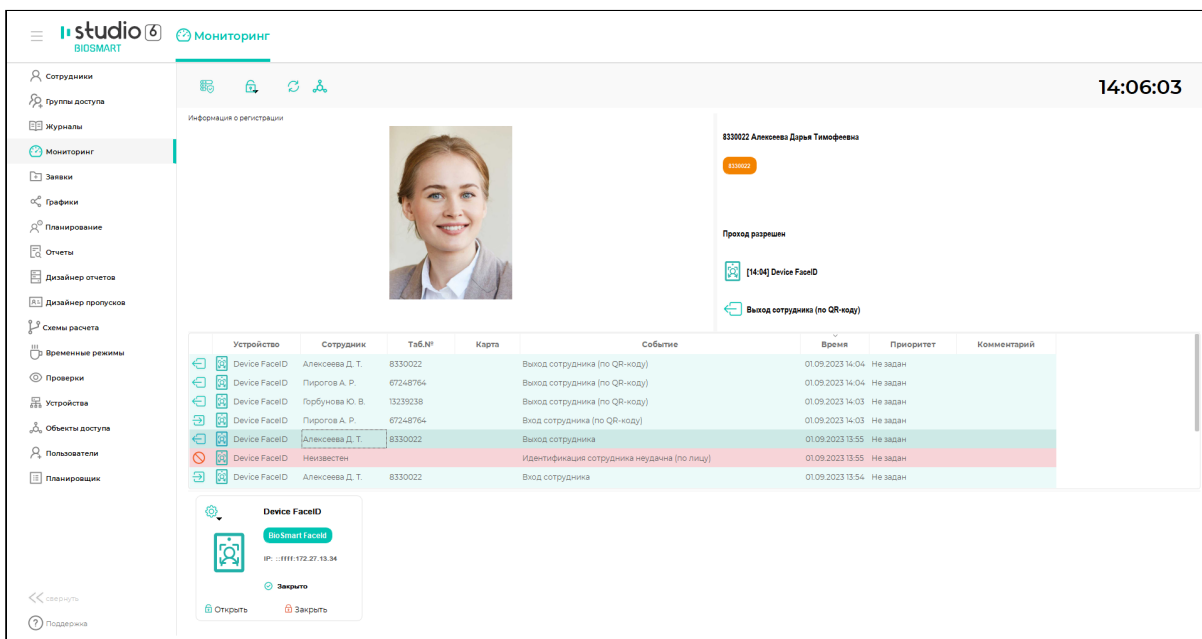 studio 6
BIOSMART
Мониторинг
Сотрудники
Группы доступа
Журналы
Мониторинг
Заявки
Графики
Планирование
Отчеты
Дизайнер отчетов
Дизайнер пропусков
Схемы расчета
Временные режимы
Проверки
Устройства
Объекты доступа
Пользователи
Планировщик
свернуть
Поддержка
14:06:03
Информация о регистрации
8330022 Алексеева Дарья Тимофеевна
8330022
Проход разрешен
[14:04] Device FaceID
Выход сотрудника (по QR-коду)
Устройство Сотрудник Таб.№ Карта Событие Время Приоритет Комментарий
Device FaceID Алексеева Д. Т. 8330022 Выход сотрудника (по QR-коду) 01.09.2023 14:04 Не задан
Device FaceID Пирогов А. Р. 67248764 Выход сотрудника (по QR-коду) 01.09.2023 14:04 Не задан
Device FaceID Горбунова Ю. В. 13239238 Выход сотрудника (по QR-коду) 01.09.2023 14:03 Не задан
Device FaceID Пирогов А. Р. 67248764 Вход сотрудника (по QR-коду) 01.09.2023 14:03 Не задан
Device FaceID Алексеева Д. Т. 8330022 Выход сотрудника 01.09.2023 13:55 Не задан
Device FaceID Неизвестен Идентификация сотрудника неудачна (по лицу) 01.09.2023 13:55 Не задан
Device FaceID Алексеева Д. Т. 8330022 Вход сотрудника 01.09.2023 13:54 Не задан
Device FaceID
BioSmart FaceId
IP: ::ffff:172.27.13.34
Закрыто
Открыть Закрыть